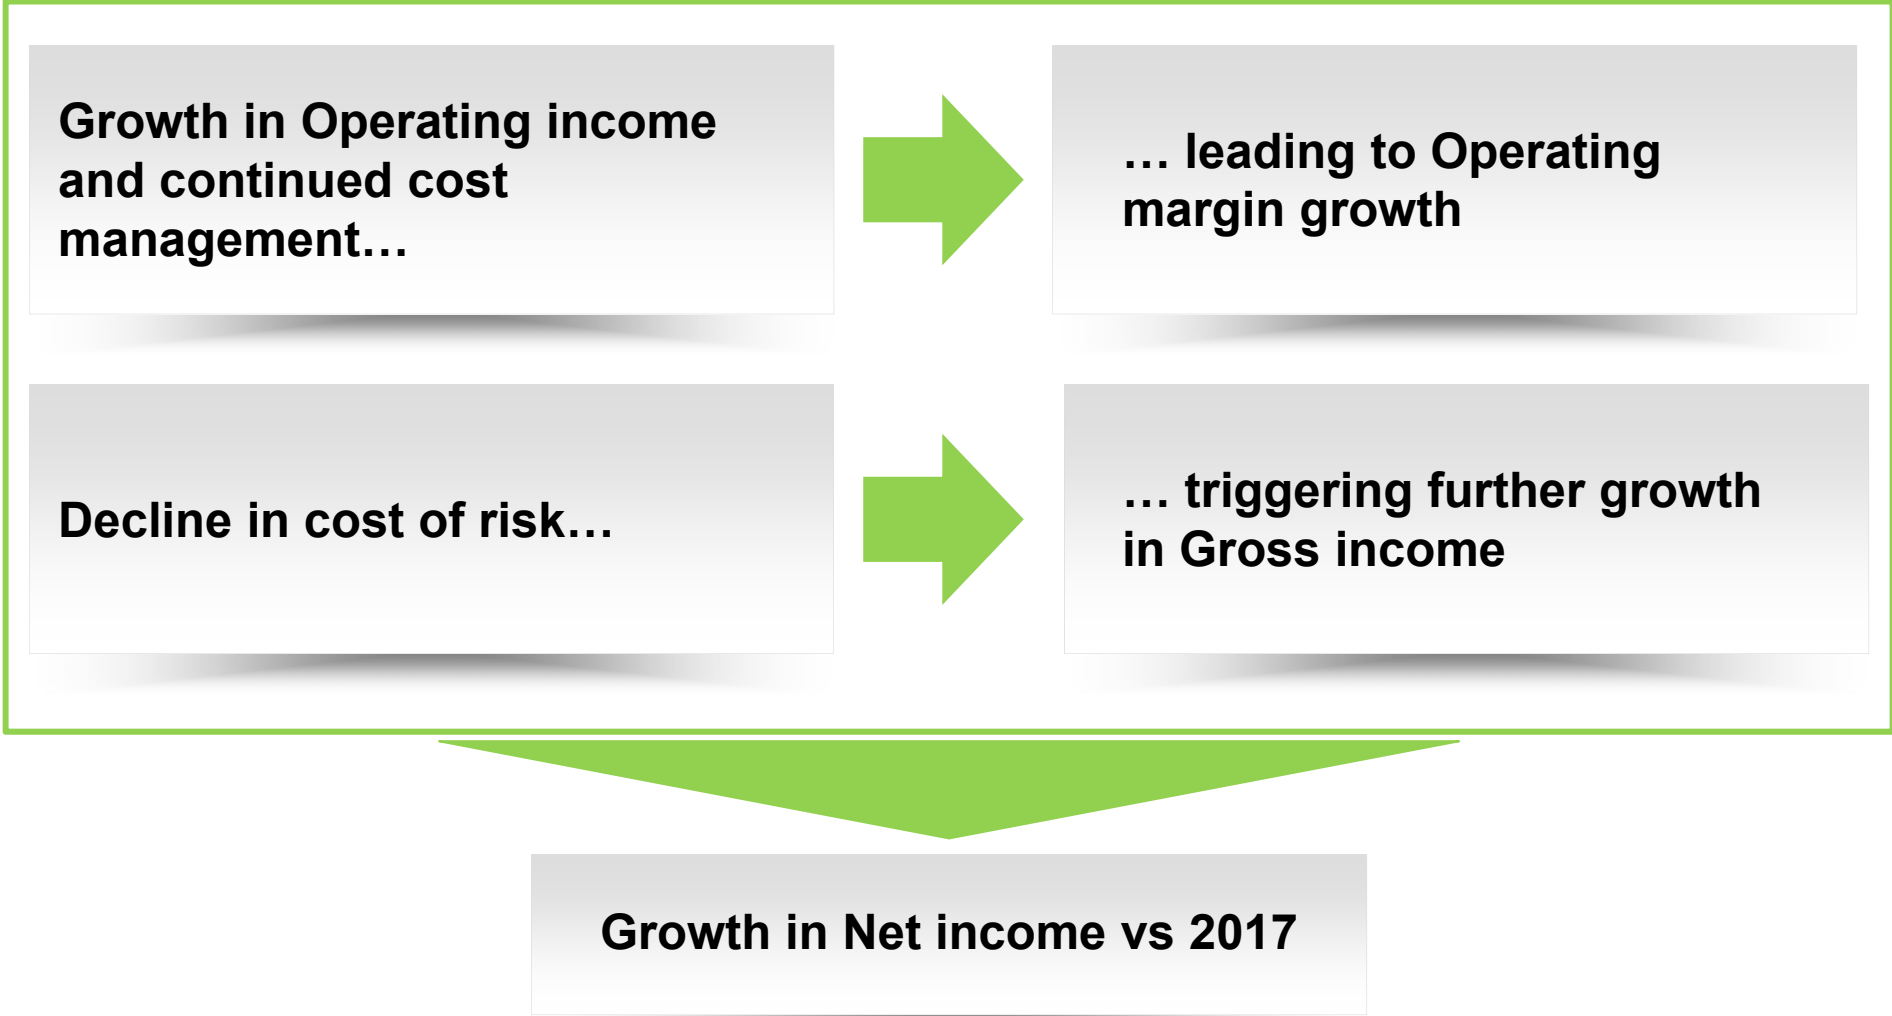 Growth in Operating income
and continued cost
management…
… leading to Operating
margin growth
Decline in cost of risk…
… triggering further growth
in Gross income
Growth in Net income vs 2017